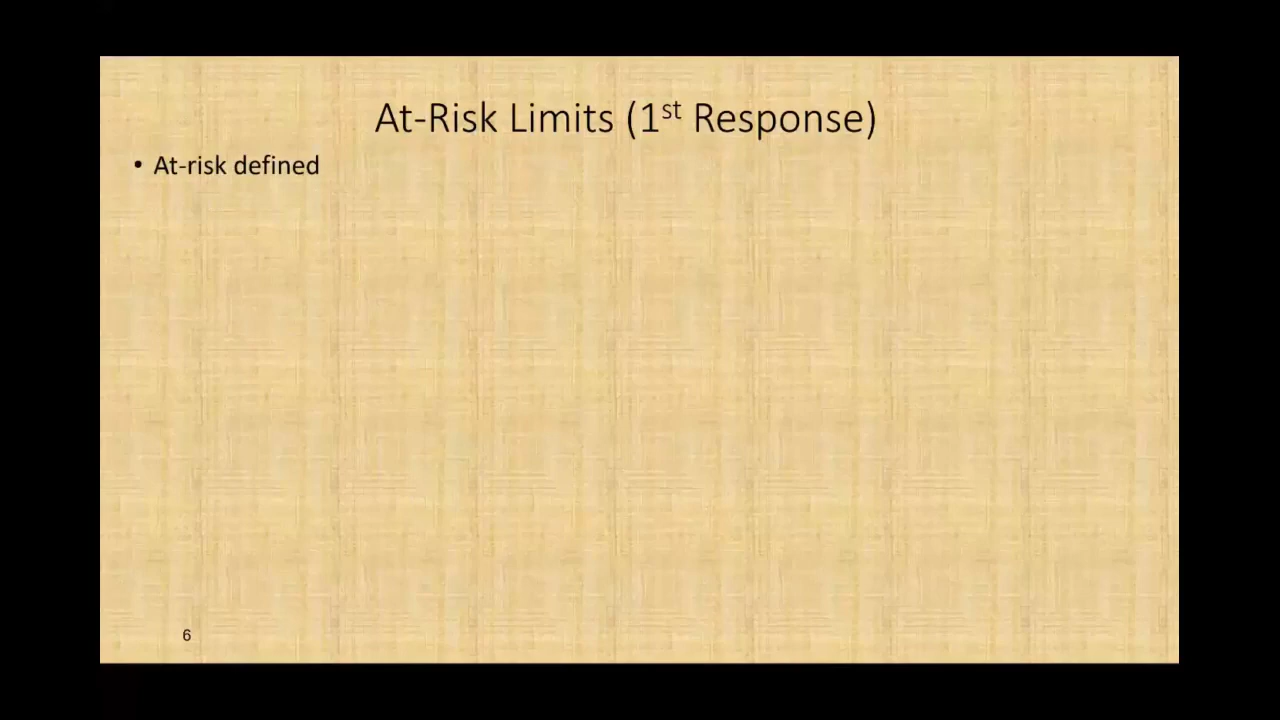 At-Risk Limits (1st Response)
• At-risk defined
6